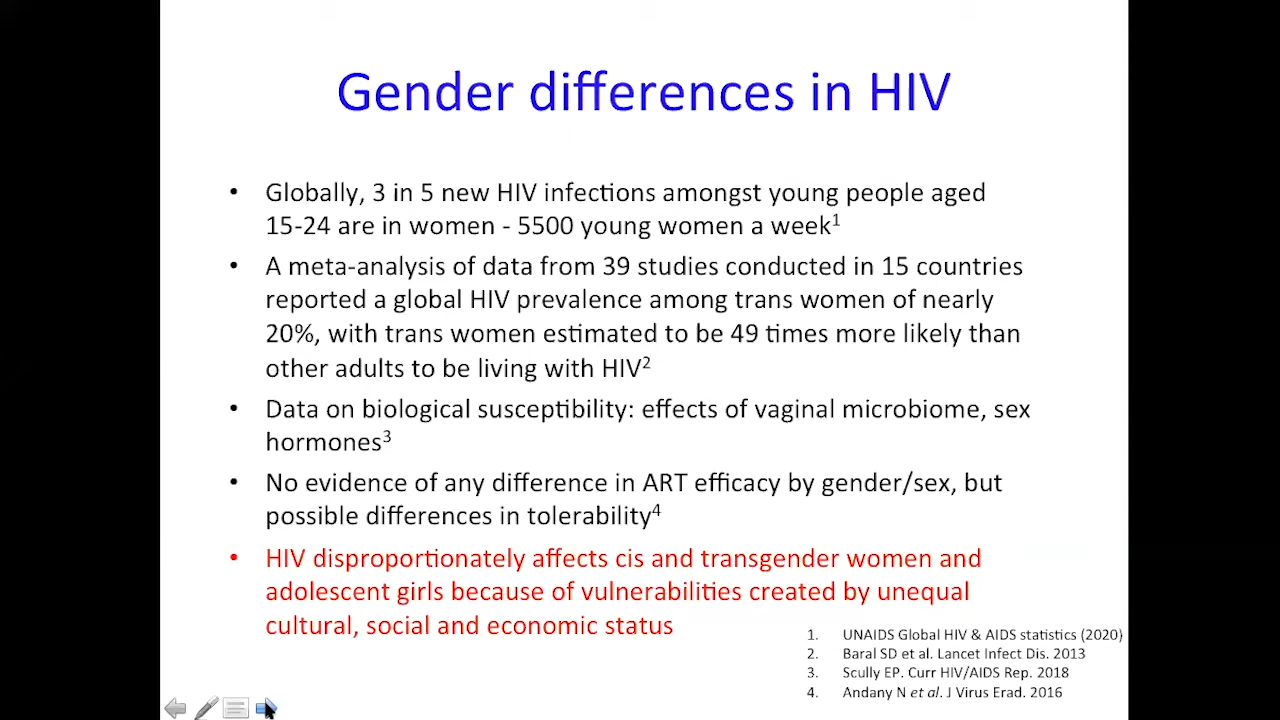 Gender differences in HIV
• Globally, 3 in 5 new HIV infections amongst young people aged
15-24 are in women - 5500 young women a week1
• A meta-analysis of data from 39 studies conducted in 15 countries
reported a global HIV prevalence among trans women of nearly
20%, with trans women estimated to be 49 times more likely than
other adults to be living with HIV2
• Data on biological susceptibility: effects of vaginal microbiome, sex
hormones3
• No evidence of any difference in ART efficacy by gender/sex, but
possible differences in tolerability4
• HIV disproportionately affects cis and transgender women and
adolescent girls because of vulnerabilities created by unequal
cultural, social and economic status
1. UNAIDS Global HIV & AIDS statistics (2020)
2. Baral SD et al. Lancet Infect Dis. 2013
3. Scully EP. Curr HIV/AIDS Rep. 2018
4. Andany N et al. J Virus Erad. 2016